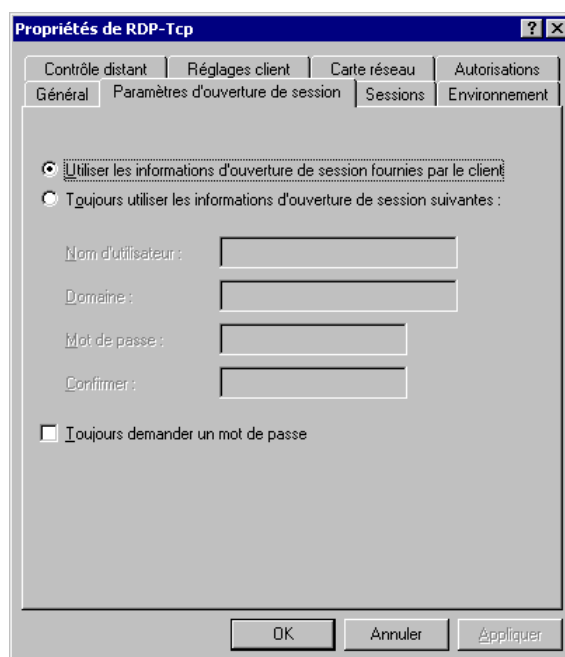 Propriétés de RDP-Tcp
Contrôle distant Réglages client Carte réseau Autorisations
Général Paramètres d'ouverture de session Sessions Environnement
Utiliser les informations d'ouverture de session fournies par le client
Toujours utiliser les informations d'ouverture de session suivantes :
Nom d'utilisateur :
Domaine :
Mot de passe :
Confirmer :
Toujours demander un mot de passe
OK Annuler Appliquer